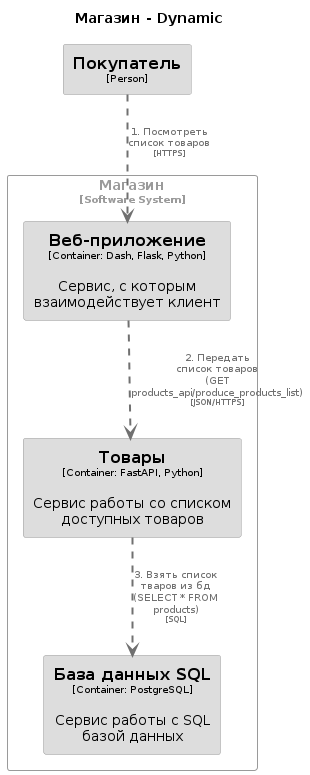 Магазин - Dynamic
Покупатель
[Person]
1. Посмотреть
список товаров
[HTTPS]
Магазин
[Software System]
Веб-приложение
[Container: Dash, Flask, Python]
Сервис, с которым
взаимодействует клиент
2. Передать
список товаров
(GET
products_api/produce_products_list)
[JSON/HTTPS]
Товары
[Container: FastAPI, Python]
Сервис работы со списком
доступных товаров
3. Взять список
тваров из бд
(SELECT * FROM
products)
[SQL]
База данных SQL
[Container: PostgreSQL]
Сервис работы с SQL
базой данных